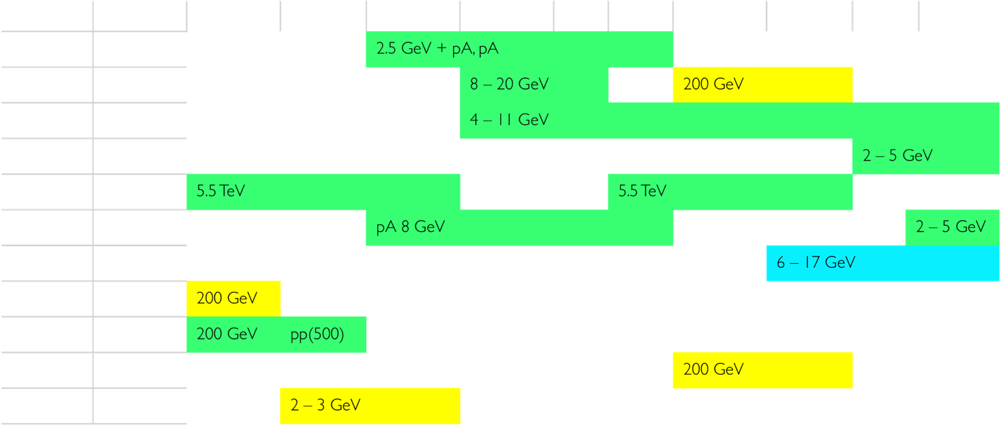 2.5 GeV + pA, pA
8 – 20 GeV
200 GeV
4 – 11 GeV
2 – 5 GeV
5.5 TeV
5.5 TeV
pA 8 GeV
2 – 5 GeV
6 – 17 GeV
200 GeV
200 GeV pp(500)
200 GeV
2 – 3 GeV